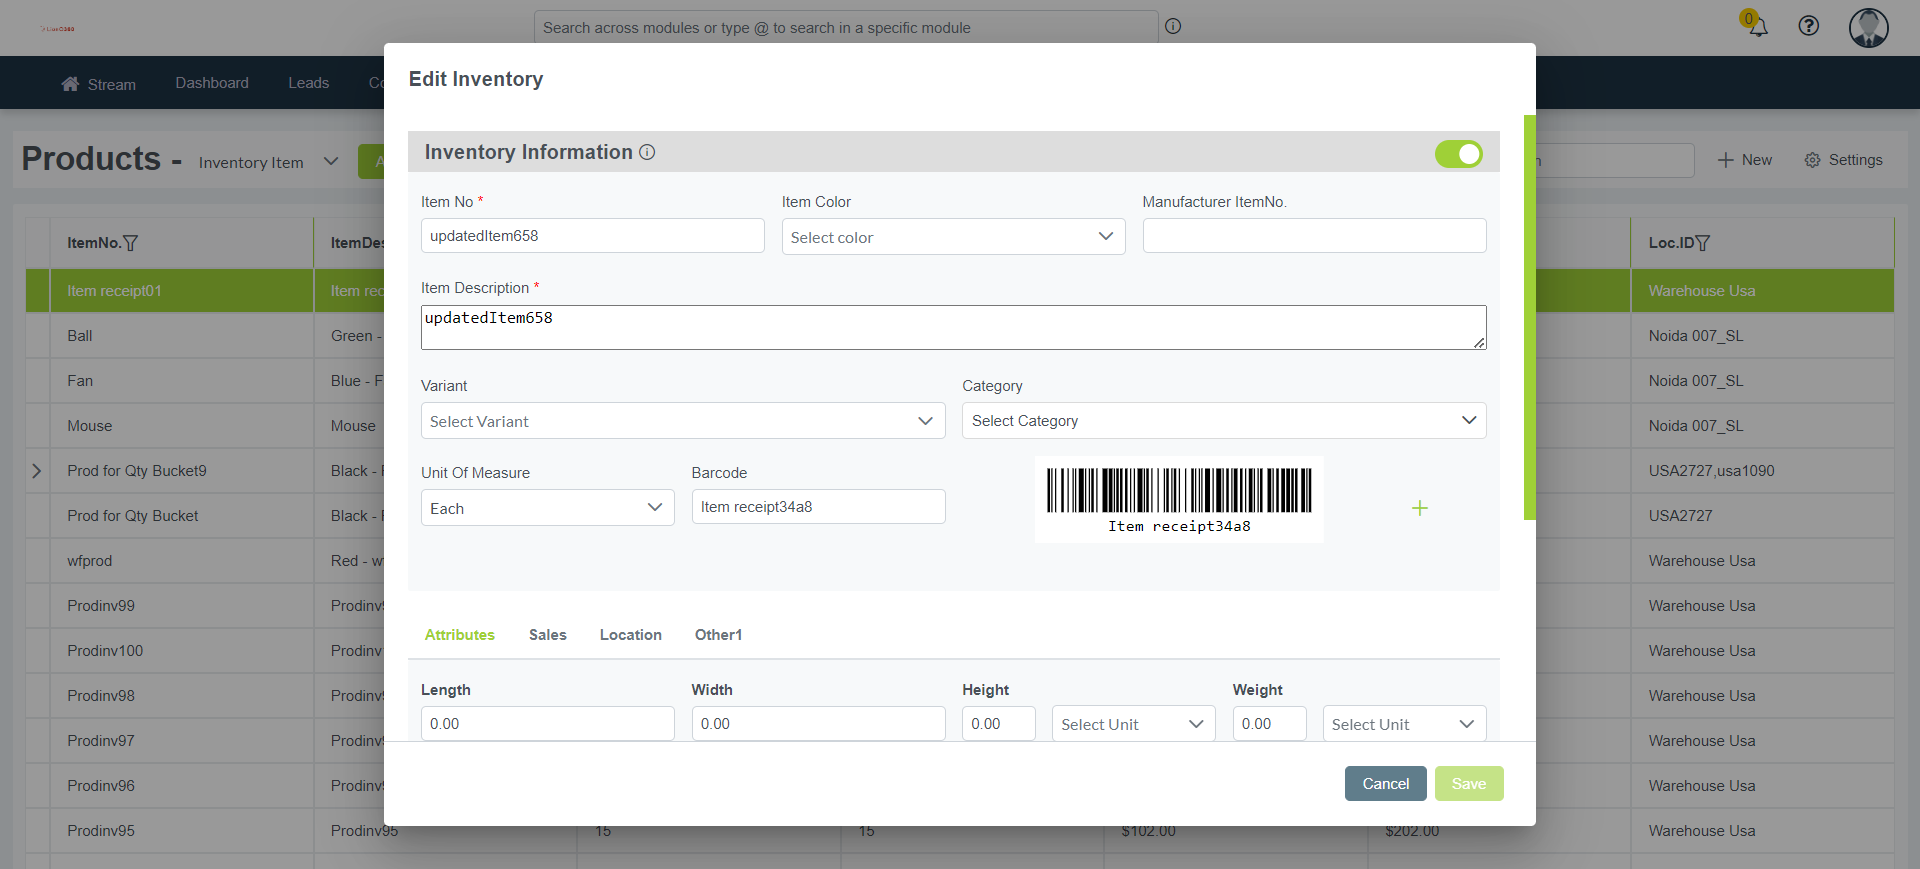 Search across modules or type @ to search in a specific module
0
Stream Dashboard Leads
Edit Inventory
Products - Inventory Item
New Settings
Inventory Information
Item No * Item Color Manufacturer ItemNo.
updatedItem658 Select color
Item Description *
updatedItem658
Variant Category
Select Variant Select Category
Unit Of Measure Barcode
Each Item receipt34a8
Item receipt34a8
Attributes Sales Location Other1
Length Width Height Weight
0.00 0.00 0.00 Select Unit 0.00 Select Unit
Cancel Save
ItemNo. ItemDes Loc.ID
Item receipt01 Item rec Warehouse Usa
Ball Green - Noida 007_SL
Fan Blue - F Noida 007_SL
Mouse Mouse Noida 007_SL
Prod for Qty Bucket9 Black - USA2727,usa1090
Prod for Qty Bucket Black - USA2727
wfprod Red - w Warehouse Usa
Prodinv99 Prodinv Warehouse Usa
Prodinv100 Prodinv Warehouse Usa
Prodinv98 Prodinv Warehouse Usa
Prodinv97 Prodinv Warehouse Usa
Prodinv96 Prodinv Warehouse Usa
Prodinv95 Prodinv95 15 15 $102.00 $202.00 Warehouse Usa